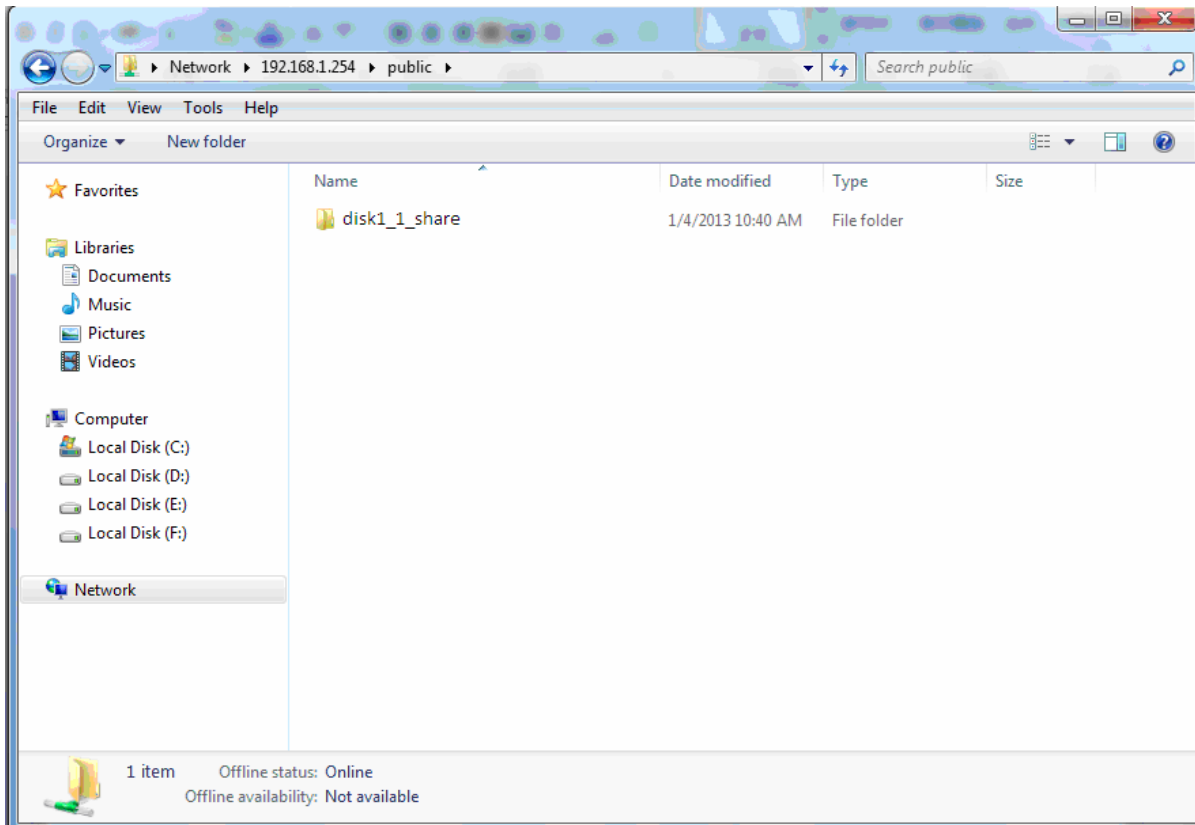 Network 192.168.1.254 public Search public
File Edit View Tools Help
Organize New folder
Name Date modified Type Size
Favorites
disk1_1_share 1/4/2013 10:40 AM File folder
Libraries
Documents
Music
Pictures
Videos
Computer
Local Disk (C:)
Local Disk (D:)
Local Disk (E:)
Local Disk (F:)
Network
1 item Offline status: Online
Offline availability: Not available